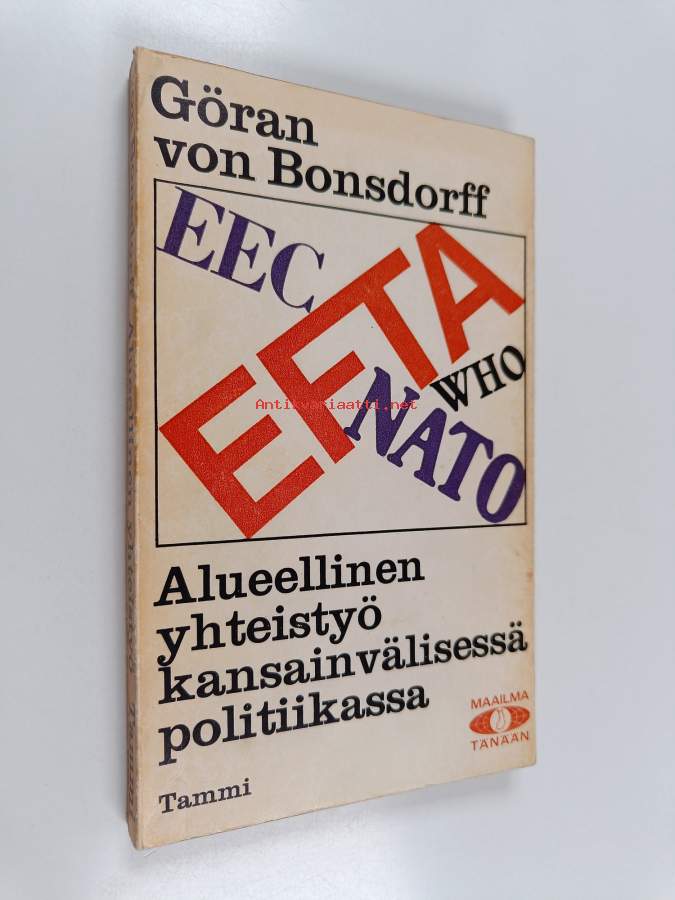 Göran
von Bonsdorff
EEC
EFTA
WHO
NATO
Antikvariaatti.net
Alueellinen
yhteistyö
kansainvälisessä
politiikassa
MAAILMA
TÄNÄÄN
Tammi